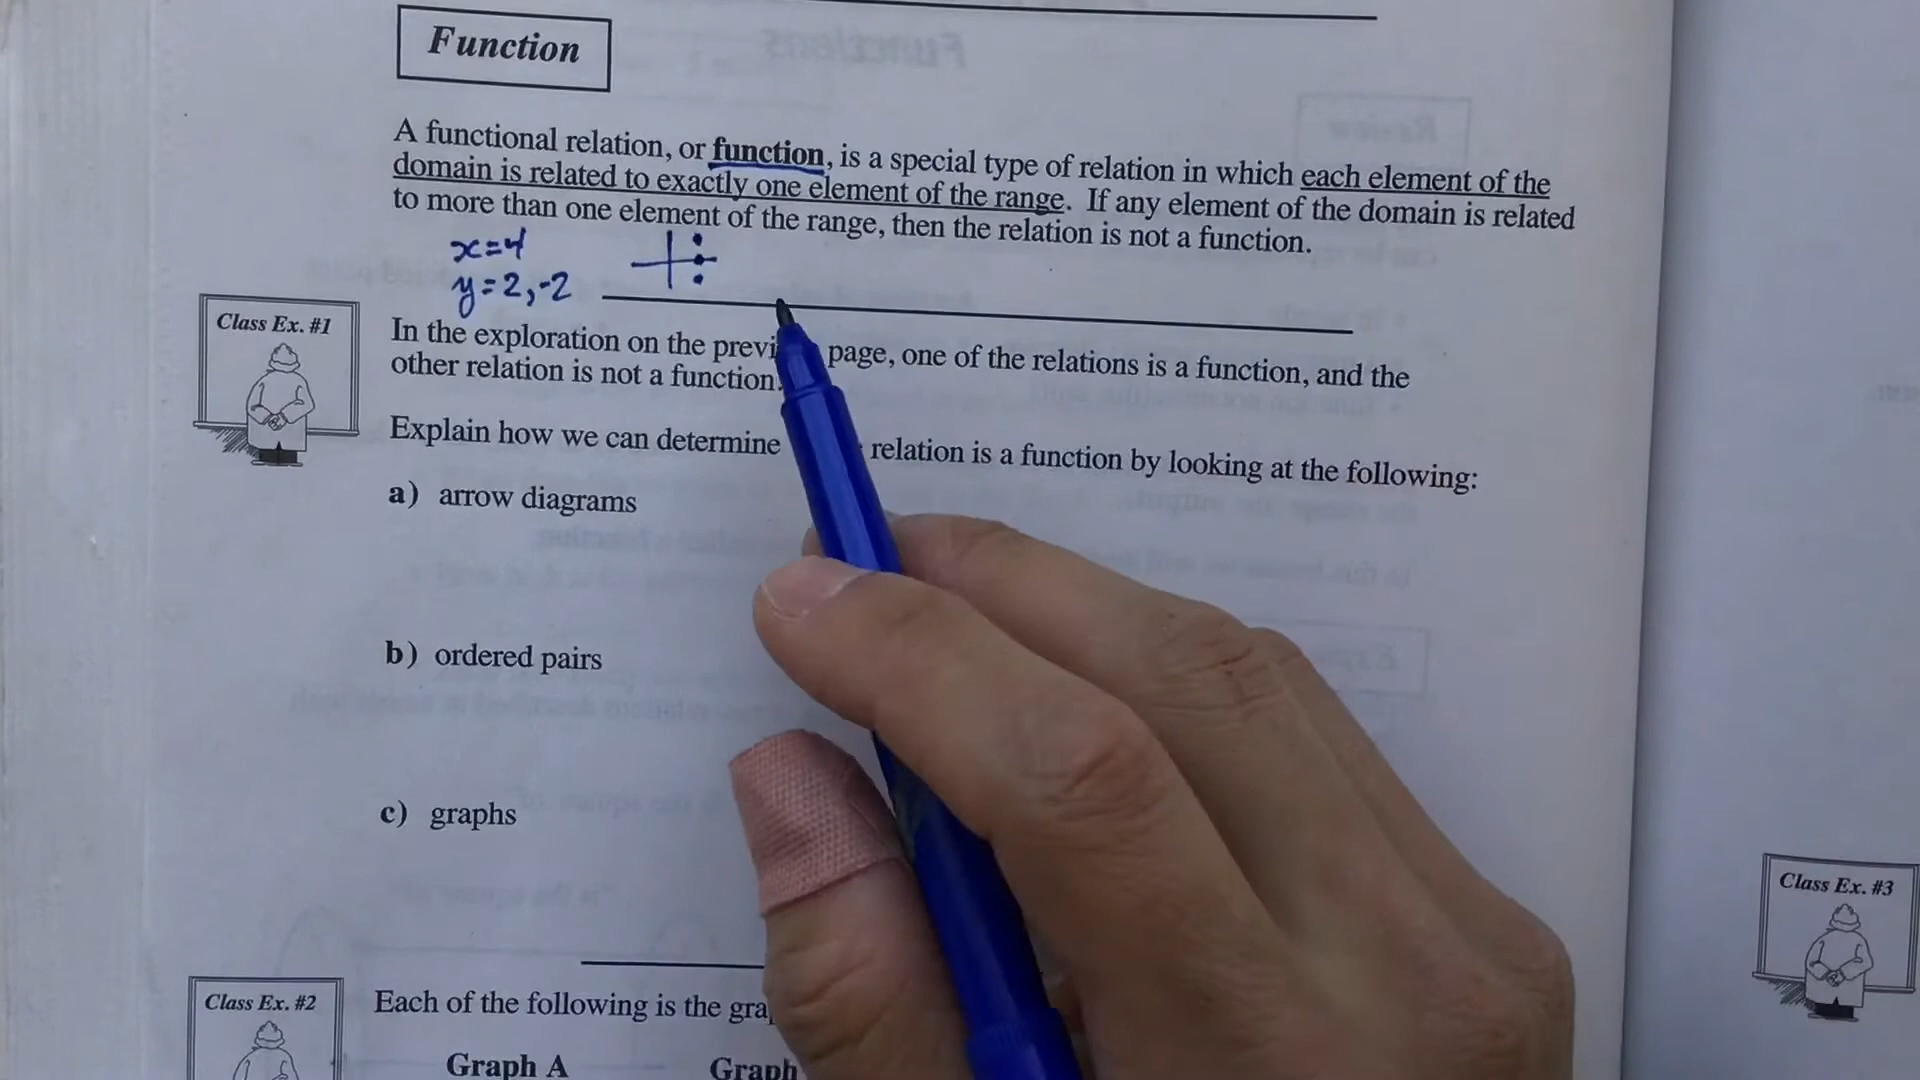 Function
A functional relation, or function, is a special type of relation in which each element of the
domain is related to exactly one element of the range. If any element of the domain is related
to more than one element of the range, then the relation is not a function.
x=4
y=2,-2
Class Ex. #1
In the exploration on the page, one of the relations is a function, and the
other relation is not a function.
Explain how we can determine relation is a function by looking at the following:
a) arrow diagrams
b) ordered pairs
c) graphs
Class Ex. #2
Each of the following is the
Graph A Graph
Class Ex. #3